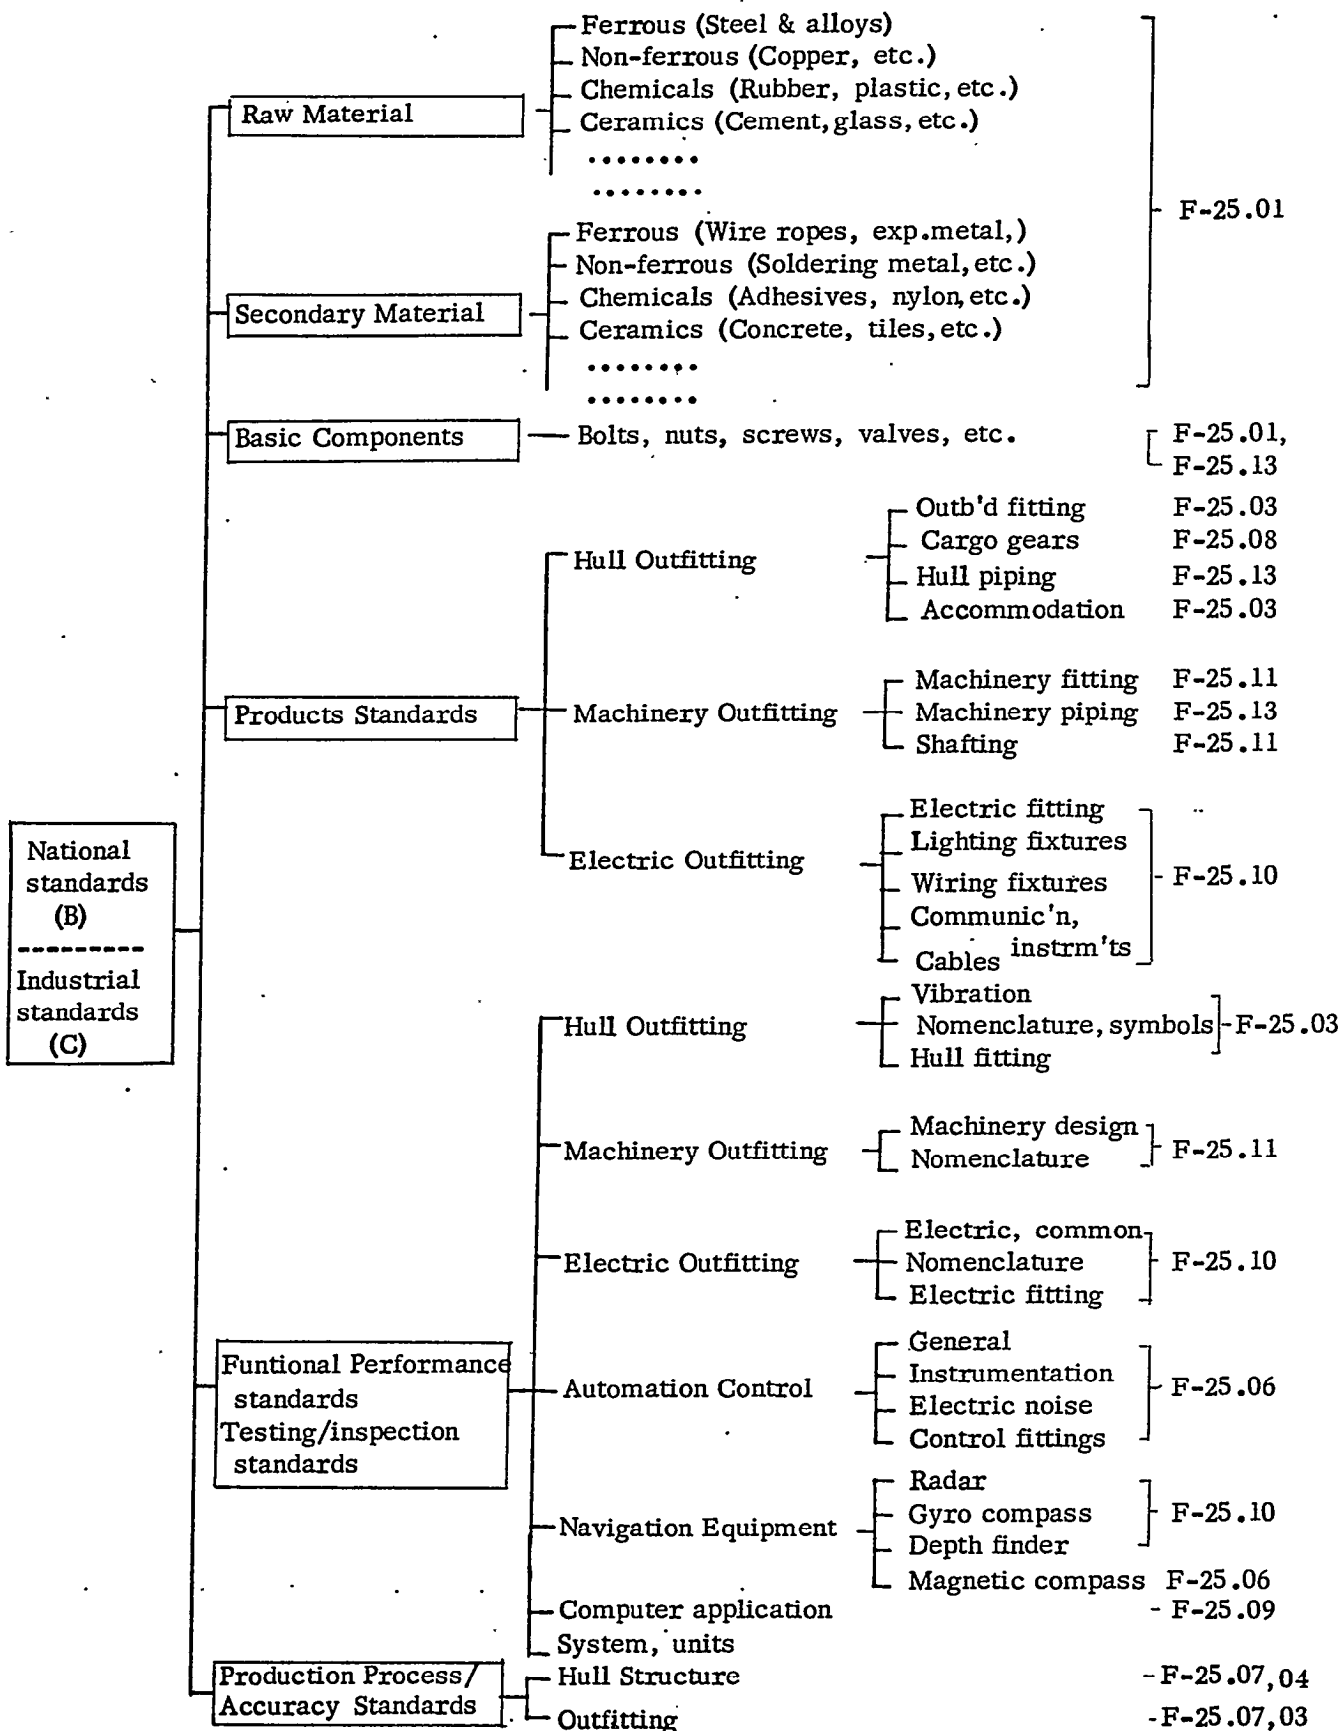 Ferrous (Steel & alloys)
Non-ferrous (Copper, etc.)
Chemicals (Rubber, plastic, etc.)
Raw Material
Ceramics (Cement, glass, etc.)
........
........
F-25.01
Ferrous (Wire ropes, exp.metal,)
Non-ferrous (Soldering metal, etc.)
Chemicals (Adhesives, nylon, etc.)
Secondary Material
Ceramics (Concrete, tiles, etc.)
........
........
Basic Components
Bolts, nuts, screws, valves, etc.
F-25.01,
F-25.13
Outb'd fitting F-25.03
Cargo gears F-25.08
Hull Outfitting
Hull piping F-25.13
Accommodation F-25.03
Machinery fitting F-25.11
Products Standards
Machinery Outfitting
Machinery piping F-25.13
Shafting F-25.11
Electric fitting
Lighting fixtures
Electric Outfitting
Wiring fixtures
F-25.10
Communic'n,
instrm'ts
Cables
National
standards
(B)
---------
Industrial
standards
(C)
Vibration
Hull Outfitting
Nomenclature, symbols
F-25.03
Hull fitting
Machinery design
Machinery Outfitting
F-25.11
Nomenclature
Electric, common
Electric Outfitting
Nomenclature
F-25.10
Electric fitting
Funtional Performance
standards
Testing/inspection
standards
General
Instrumentation
Automation Control
F-25.06
Electric noise
Control fittings
Radar
Gyro compass
F-25.10
Navigation Equipment
Depth finder
Magnetic compass F-25.06
Computer application
- F-25.09
System, units
Production Process/
Accuracy Standards
Hull Structure
-F-25.07,04
Outfitting
-F-25.07,03